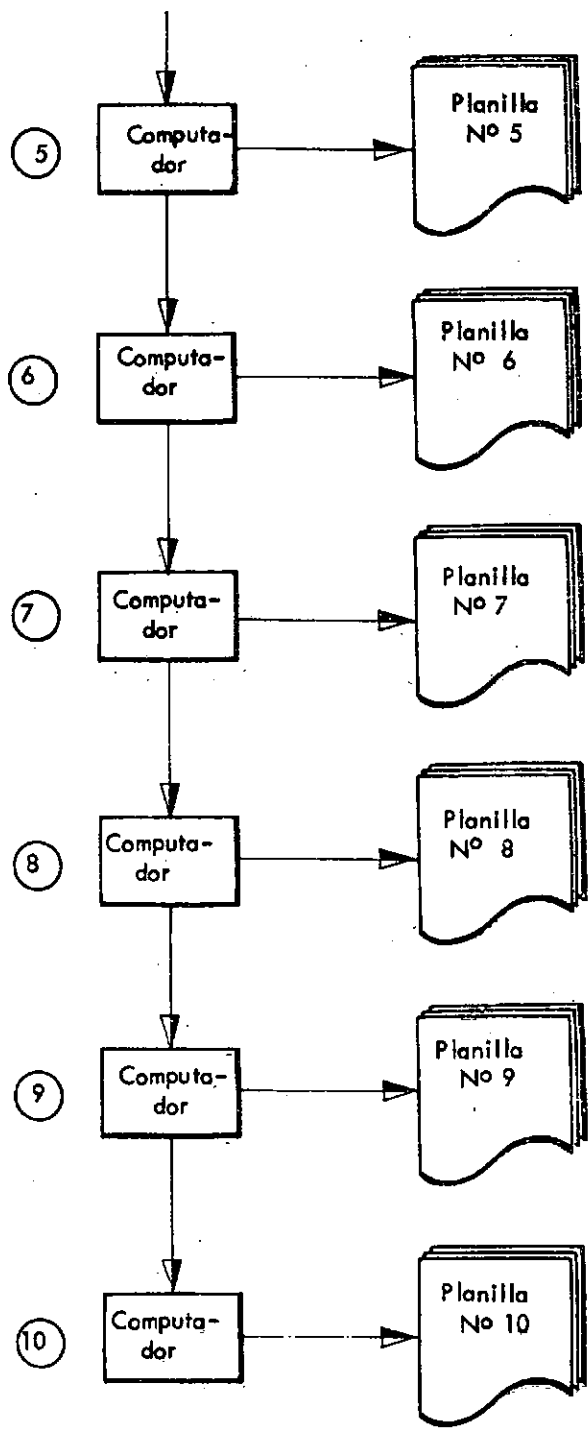 5
Computa-
dor
Planilla
Nº 5
6
Computa-
dor
Planilla
Nº 6
7
Computa-
dor
Planilla
Nº 7
8
Computa-
dor
Planilla
Nº 8
9
Computa-
dor
Planilla
Nº 9
10
Computa-
dor
Planilla
Nº 10